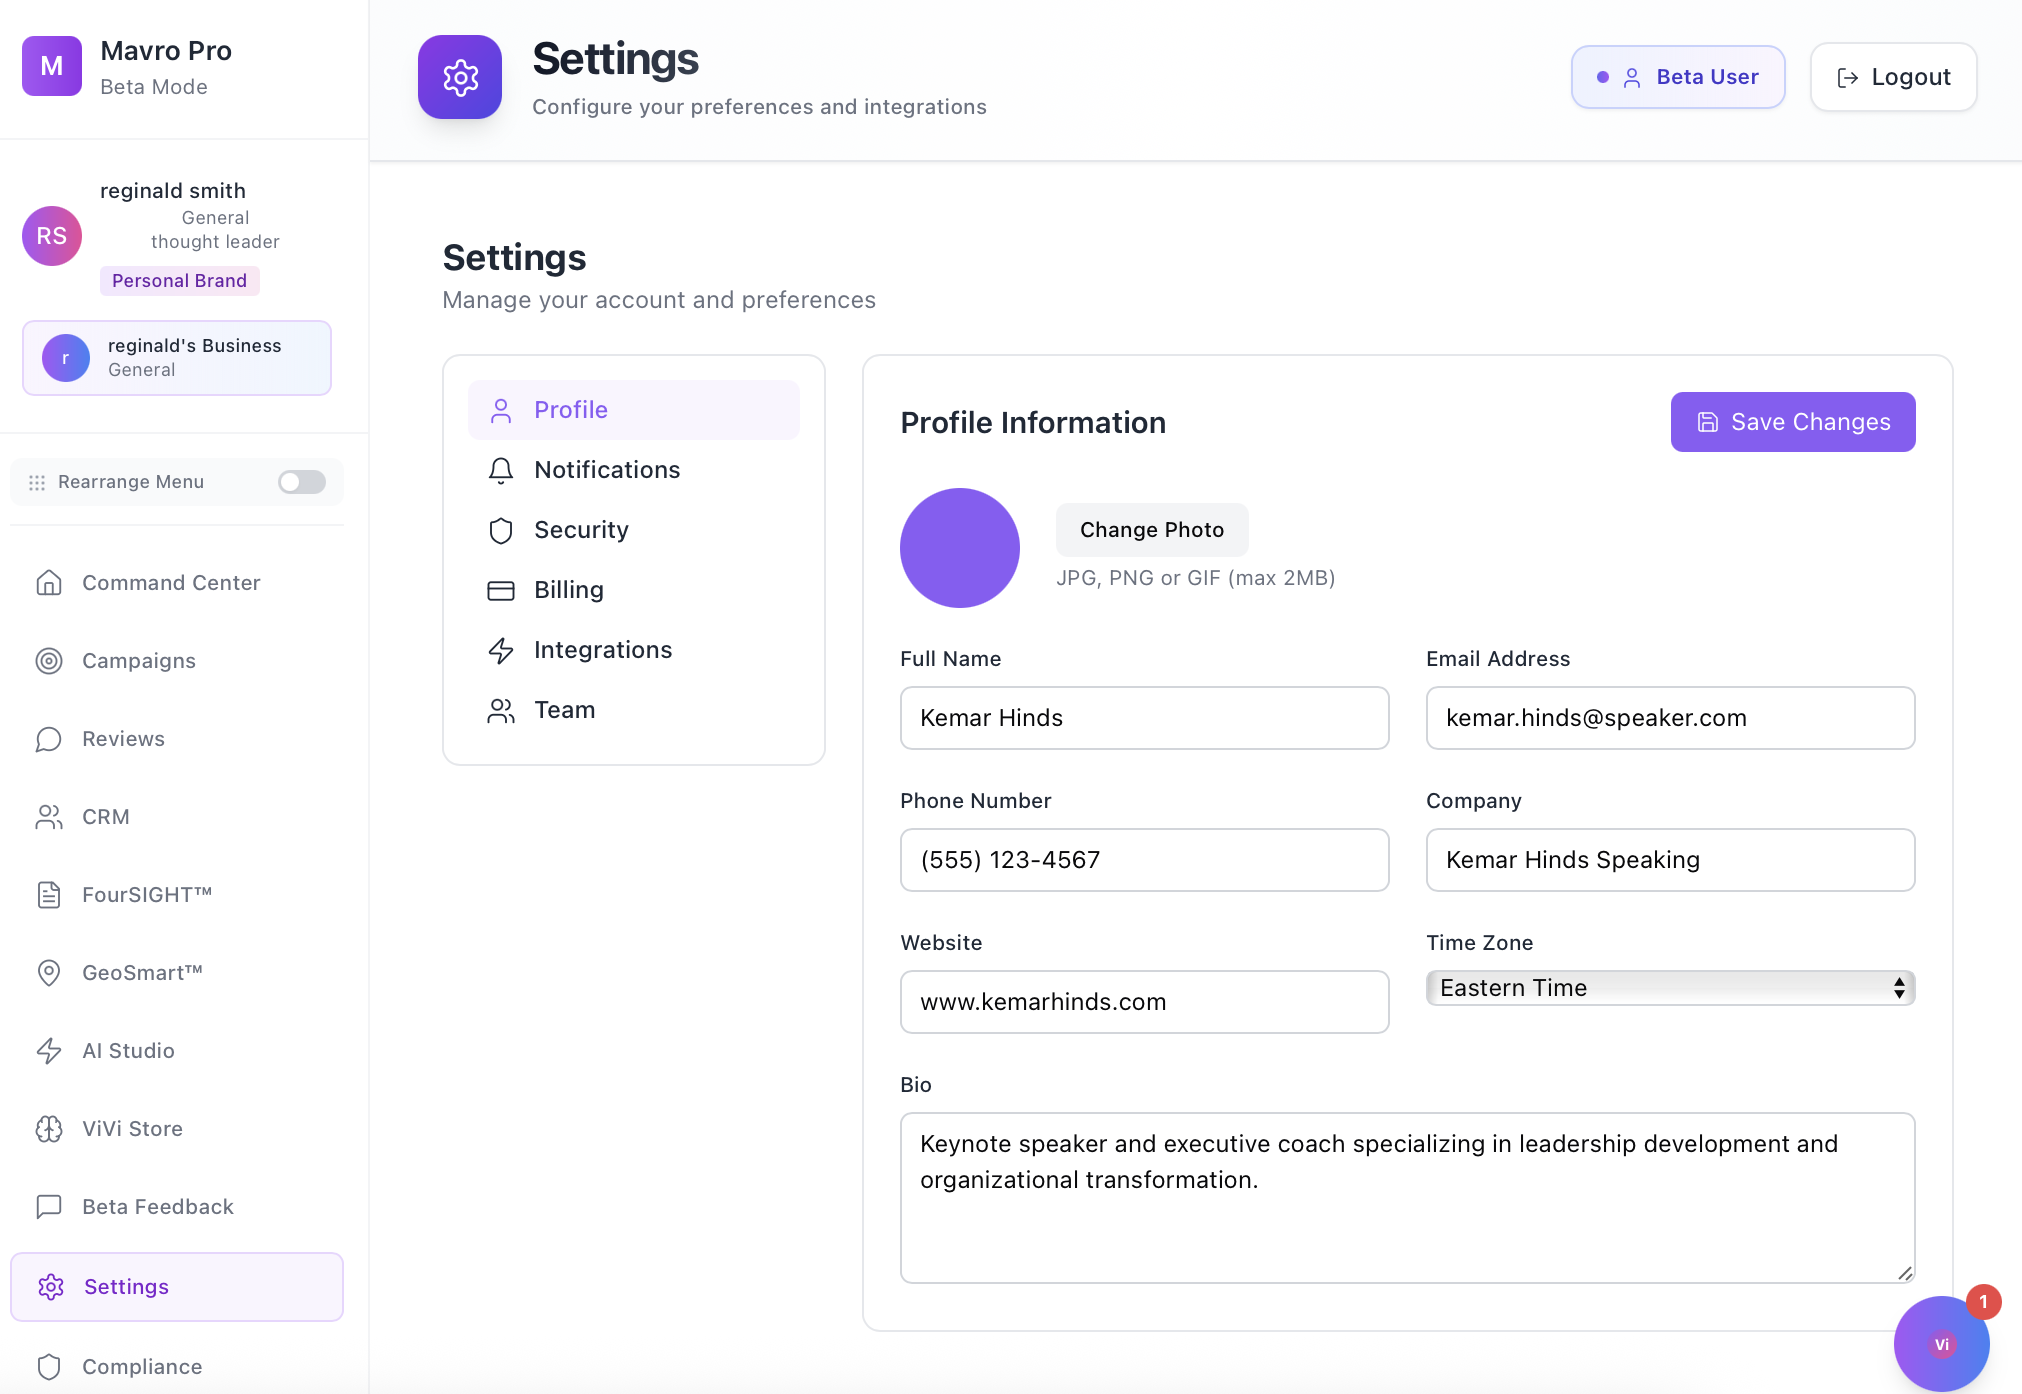 M
Mavro Pro
Beta Mode
RS
reginald smith
General
thought leader
Personal Brand
r
reginald's Business
General
Rearrange Menu
Command Center
Campaigns
Reviews
CRM
FourSIGHT™
GeoSmart™
AI Studio
ViVi Store
Beta Feedback
Settings
Compliance
Settings
Configure your preferences and integrations
Beta User
Logout
Settings
Manage your account and preferences
Profile
Notifications
Security
Billing
Integrations
Team
Profile Information
Save Changes
Change Photo
JPG, PNG or GIF (max 2MB)
Full Name
Kemar Hinds
Email Address
kemar.hinds@speaker.com
Phone Number
(555) 123-4567
Company
Kemar Hinds Speaking
Website
www.kemarhinds.com
Time Zone
Eastern Time
Bio
Keynote speaker and executive coach specializing in leadership development and
organizational transformation.
1
Vi